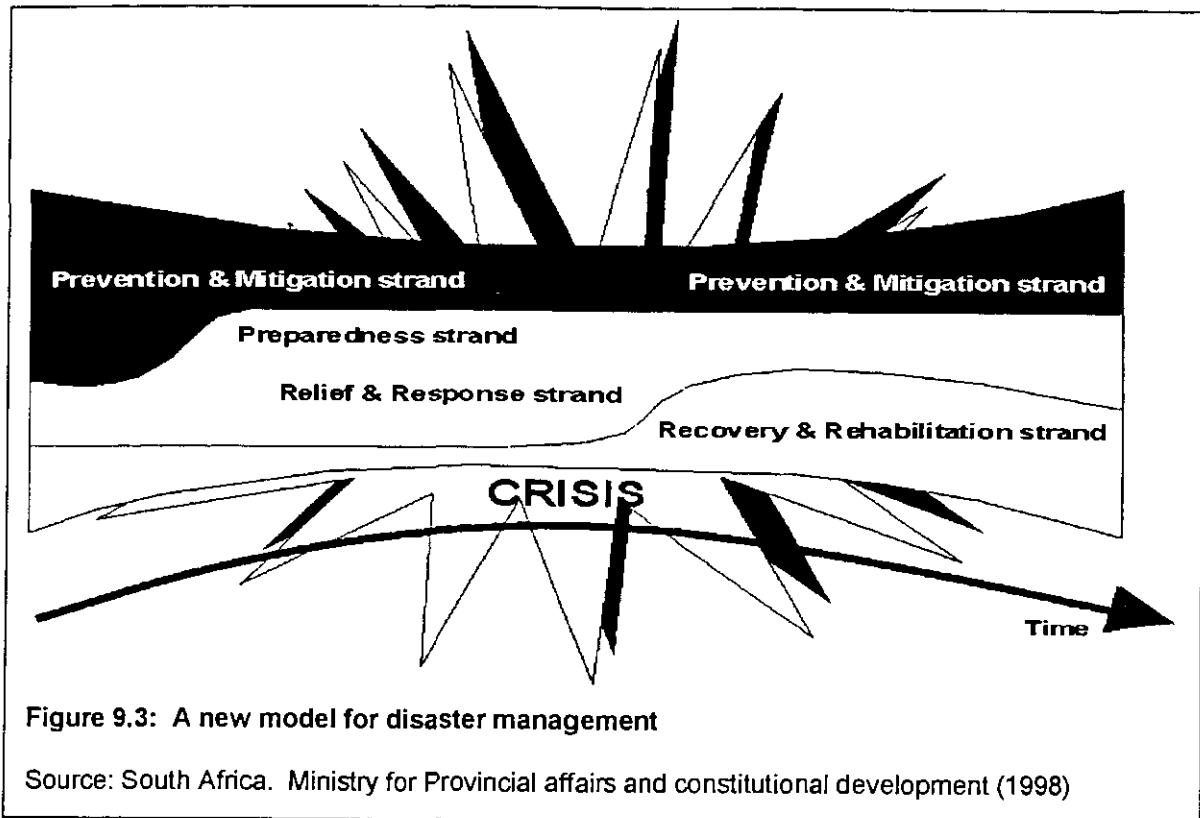 Prevention & Mitigation strand
Prevention & Mitigation strand
Preparedness strand
Relief & Response strand
Recovery & Rehabilitation strand
CRISIS
Time
Figure 9.3: A new model for disaster management
Source: South Africa. Ministry for Provincial affairs and constitutional development (1998)